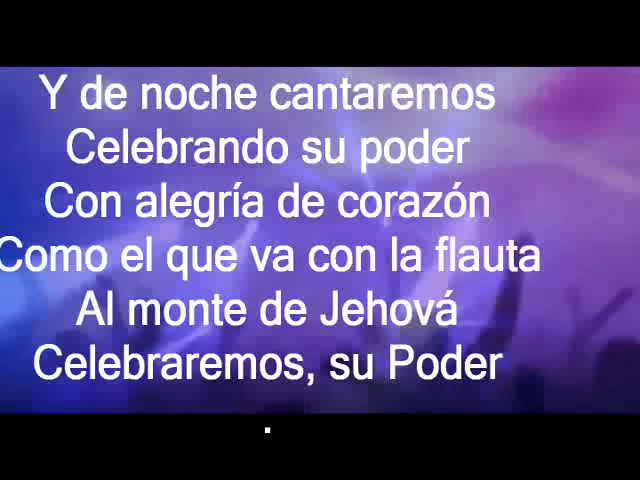 Y de noche cantaremos
Celebrando su poder
Con alegría de corazón
Como el que va con la flauta
Al monte de Jehová
Celebraremos, su Poder
.